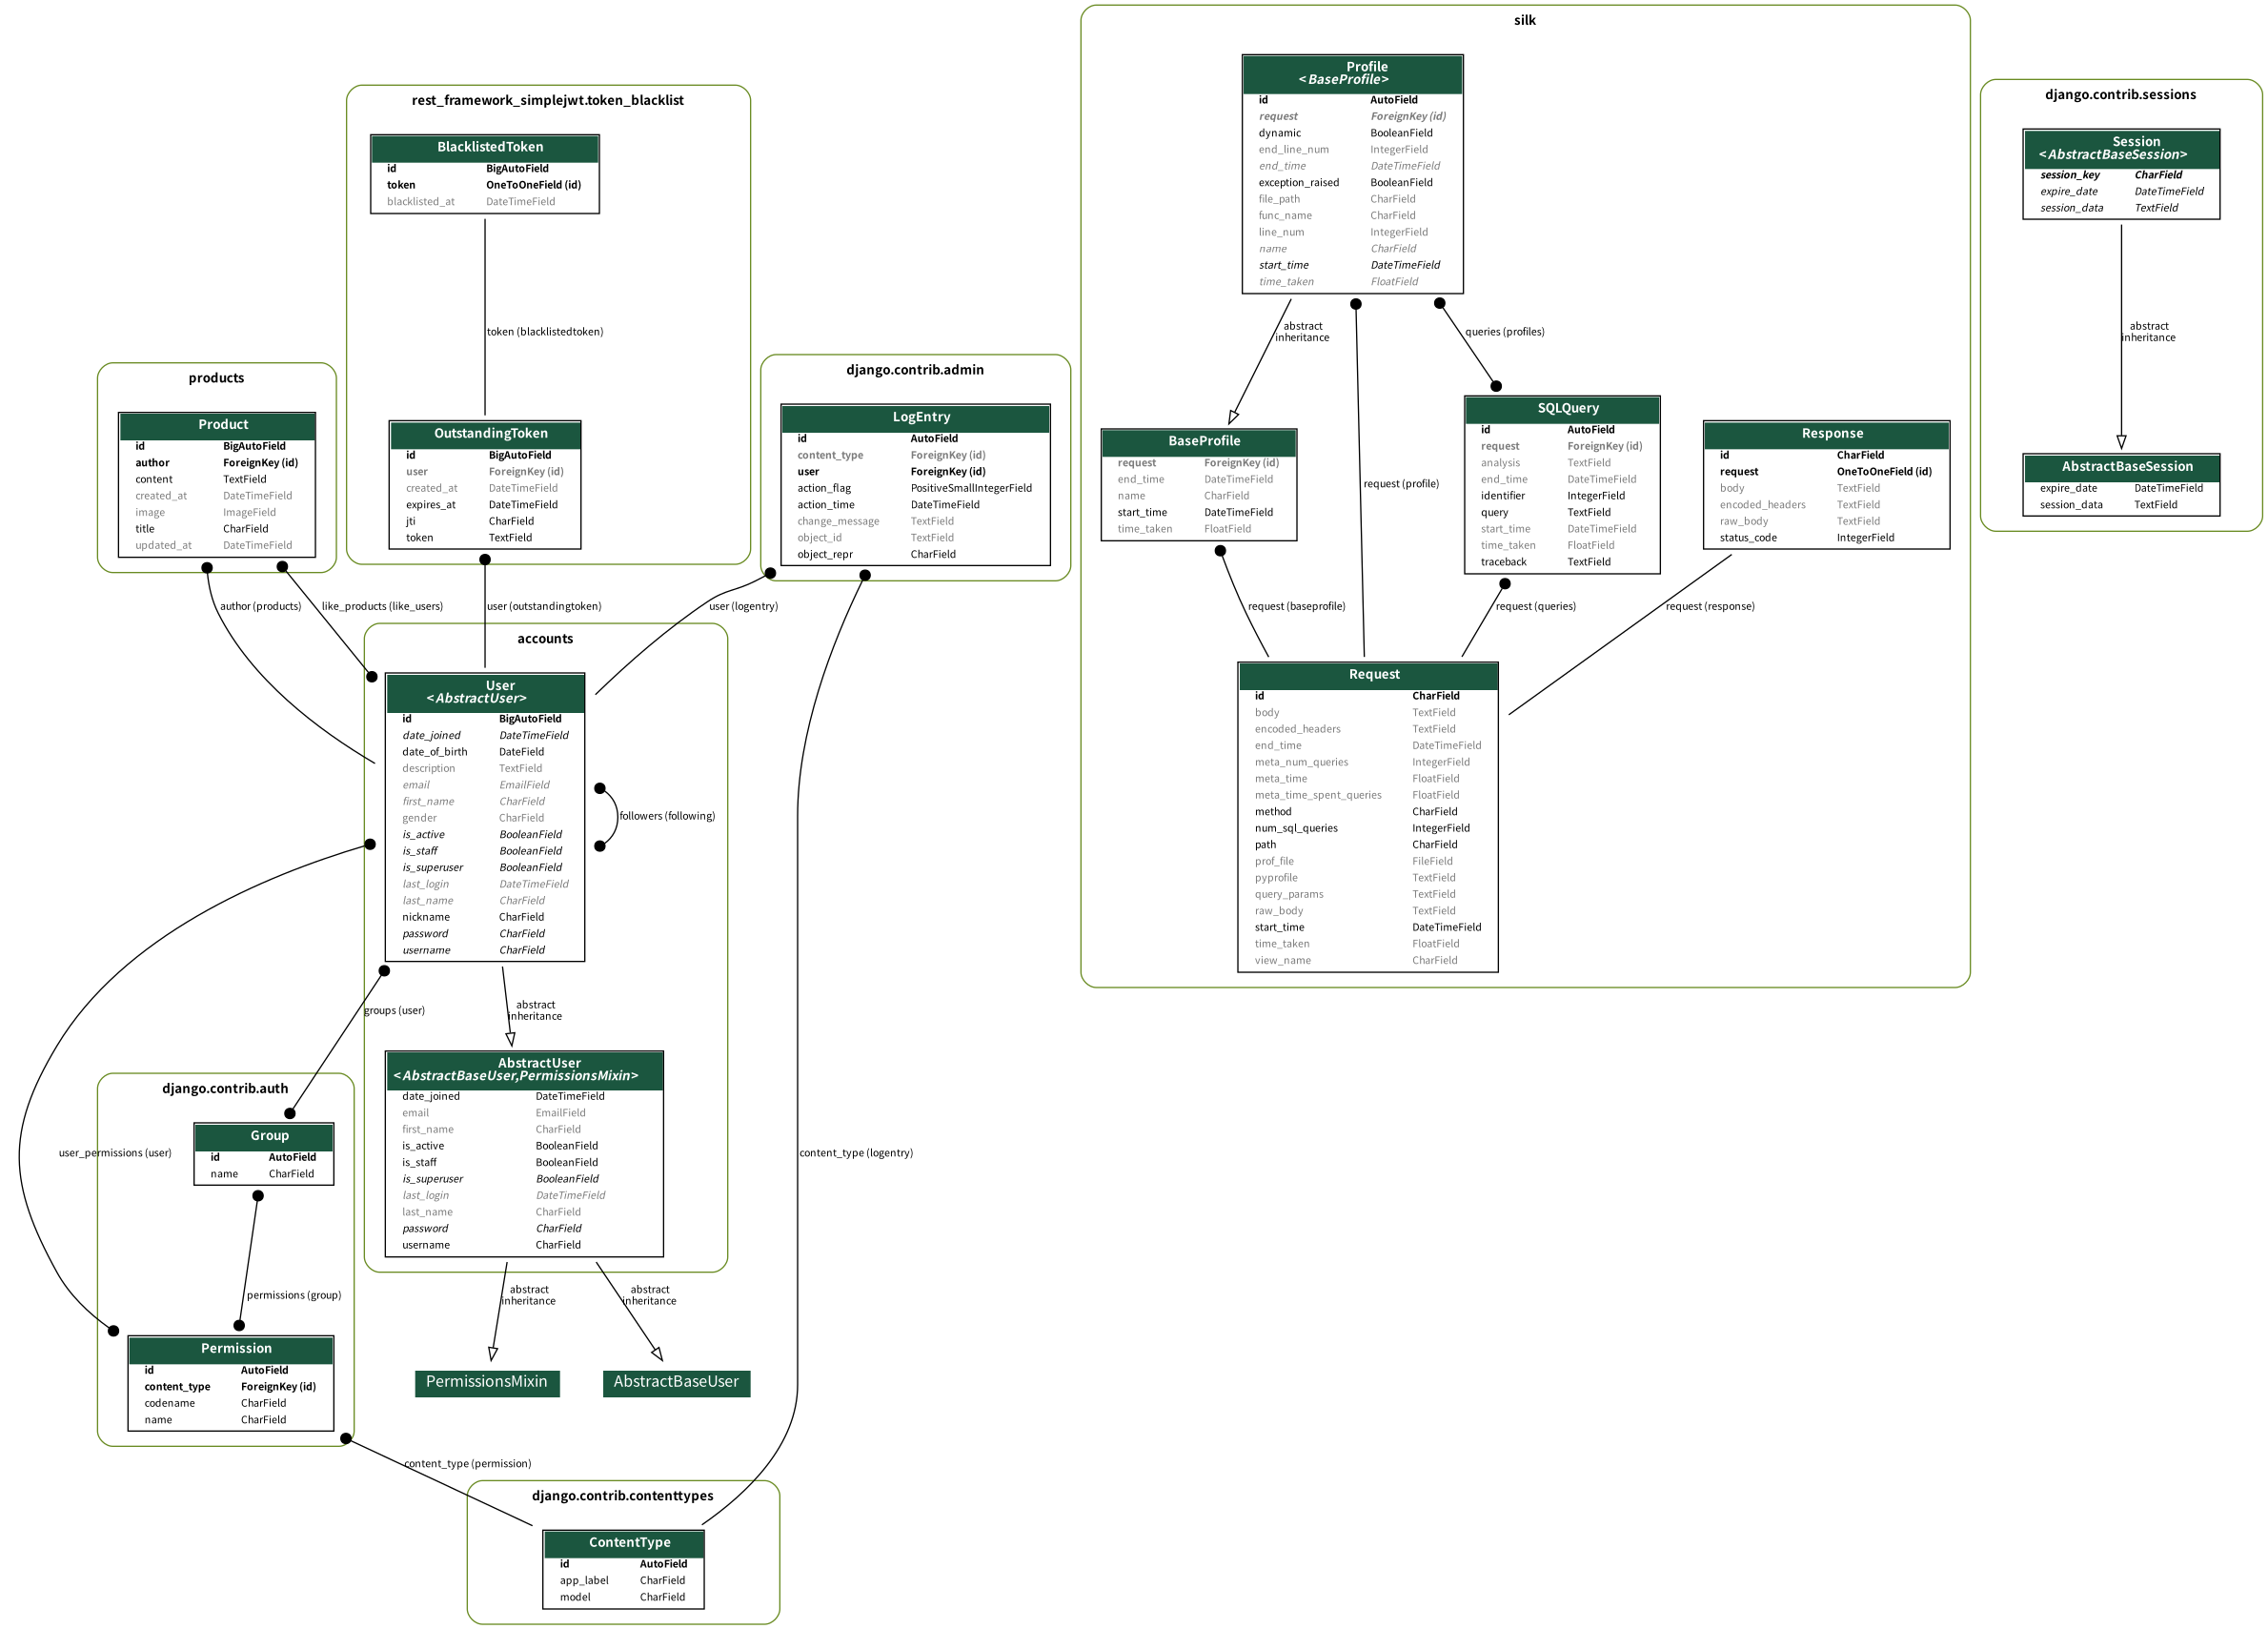 silk
Profile
<BaseProfile>
id AutoField
request ForeignKey (id)
dynamic BooleanField
end_line_num IntegerField
end_time DateTimeField
exception_raised BooleanField
file_path CharField
func_name CharField
line_num IntegerField
name CharField
start_time DateTimeField
time_taken FloatField
abstract
inheritance
request (profile)
queries (profiles)
BaseProfile
request ForeignKey (id)
end_time DateTimeField
name CharField
start_time DateTimeField
time_taken FloatField
SQLQuery
id AutoField
request ForeignKey (id)
analysis TextField
end_time DateTimeField
identifier IntegerField
query TextField
start_time DateTimeField
time_taken FloatField
traceback TextField
Response
id CharField
request OneToOneField (id)
body TextField
encoded_headers TextField
raw_body TextField
status_code IntegerField
request (baseprofile)
request (queries)
request (response)
Request
id CharField
body TextField
encoded_headers TextField
end_time DateTimeField
meta_num_queries IntegerField
meta_time FloatField
meta_time_spent_queries FloatField
method CharField
num_sql_queries IntegerField
path CharField
prof_file FileField
pyprofile TextField
query_params TextField
raw_body TextField
start_time DateTimeField
time_taken FloatField
view_name CharField
django.contrib.sessions
Session
<AbstractBaseSession>
session_key CharField
expire_date DateTimeField
session_data TextField
abstract
inheritance
AbstractBaseSession
expire_date DateTimeField
session_data TextField
rest_framework_simplejwt.token_blacklist
BlacklistedToken
id BigAutoField
token OneToOneField (id)
blacklisted_at DateTimeField
token (blacklistedtoken)
OutstandingToken
id BigAutoField
user ForeignKey (id)
created_at DateTimeField
expires_at DateTimeField
jti CharField
token TextField
products
Product
id BigAutoField
author ForeignKey (id)
content TextField
created_at DateTimeField
image ImageField
title CharField
updated_at DateTimeField
django.contrib.admin
LogEntry
id AutoField
content_type ForeignKey (id)
user ForeignKey (id)
action_flag PositiveSmallIntegerField
action_time DateTimeField
change_message TextField
object_id TextField
object_repr CharField
author (products)
like_products (like_users)
user (outstandingtoken)
user (logentry)
accounts
User
<AbstractUser>
id BigAutoField
date_joined DateTimeField
date_of_birth DateField
description TextField
email EmailField
first_name CharField
gender CharField
is_active BooleanField
is_staff BooleanField
is_superuser BooleanField
last_login DateTimeField
last_name CharField
nickname CharField
password CharField
username CharField
followers (following)
groups (user)
abstract
inheritance
AbstractUser
<AbstractBaseUser,PermissionsMixin>
date_joined DateTimeField
email EmailField
first_name CharField
is_active BooleanField
is_staff BooleanField
is_superuser BooleanField
last_login DateTimeField
last_name CharField
password CharField
username CharField
django.contrib.auth
Group
id AutoField
name CharField
user_permissions (user)
content_type (logentry)
permissions (group)
abstract
inheritance
abstract
inheritance
Permission
id AutoField
content_type ForeignKey (id)
codename CharField
name CharField
PermissionsMixin
AbstractBaseUser
content_type (permission)
django.contrib.contenttypes
ContentType
id AutoField
app_label CharField
model CharField